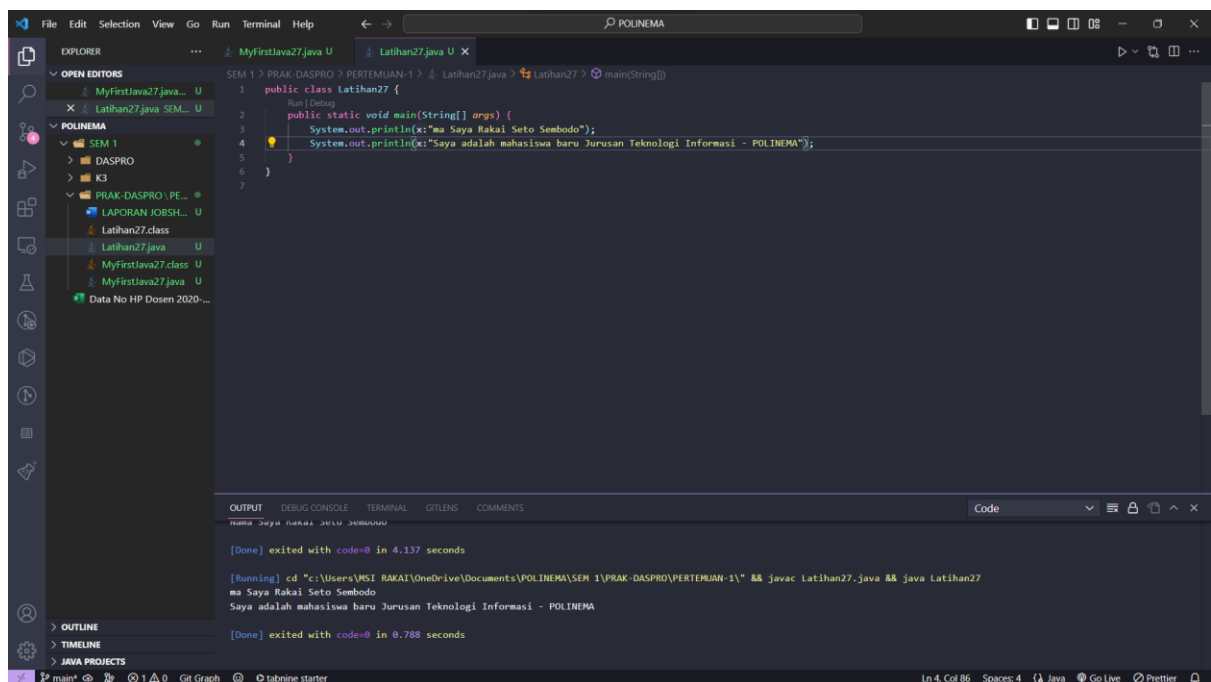 File Edit Selection View Go Run Terminal Help
POLINEMA
EXPLORER
MyFirstJava27.java U
Latihan27.java U
OPEN EDITORS
MyFirstJava27.java... U
Latihan27.java SEM... U
POLINEMA
SEM 1
DASPRO
K3
PRAK-DASPRO \ PE...
LAPORAN JOBSH... U
Latihan27.class
Latihan27.java U
MyFirstJava27.class U
MyFirstJava27.java U
Data No HP Dosen 2020-...
OUTLINE
TIMELINE
JAVA PROJECTS
SEM 1 > PRAK-DASPRO > PERTEMUAN-1 > Latihan27.java > Latihan27 > main(String[])
1 public class Latihan27 {
Run | Debug
2 public static void main(String[] args) {
3 System.out.println(x:"ma Saya Rakai Seto Sembodo");
4 System.out.println(x:"Saya adalah mahasiswa baru Jurusan Teknologi Informasi - POLINEMA");
5 }
6 }
7
OUTPUT DEBUG CONSOLE TERMINAL GITLENS COMMENTS
Code
Nama Saya Rakai Seto Sembodo
[Done] exited with code=0 in 4.137 seconds
[Running] cd "c:\Users\MSI RAKAI\OneDrive\Documents\POLINEMA\SEM 1\PRAK-DASPRO\PERTEMUAN-1\" && javac Latihan27.java && java Latihan27
ma Saya Rakai Seto Sembodo
Saya adalah mahasiswa baru Jurusan Teknologi Informasi - POLINEMA
[Done] exited with code=0 in 0.788 seconds
main* 1 0 Git Graph tabnine starter
Ln 4, Col 86 Spaces: 4 Java Go Live Prettier